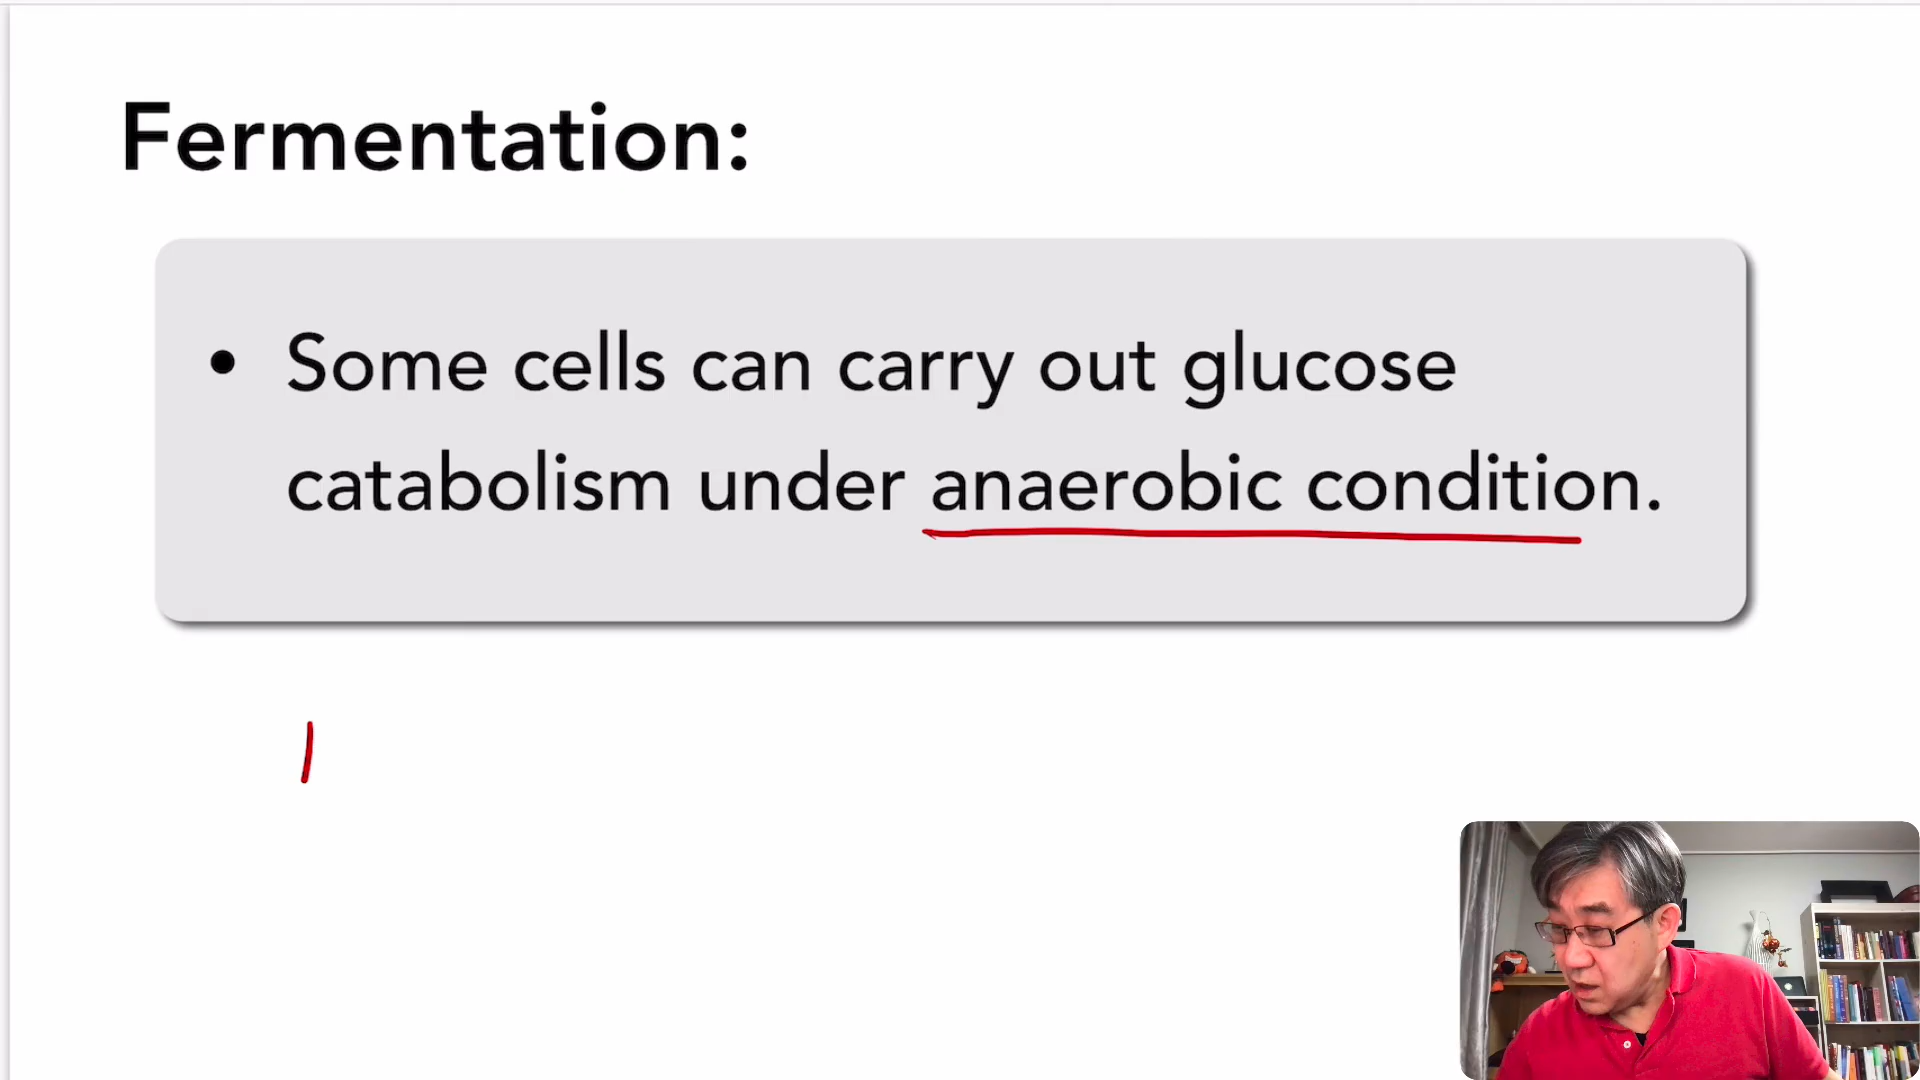 Fermentation:
• Some cells can carry out glucose
catabolism under anaerobic condition.